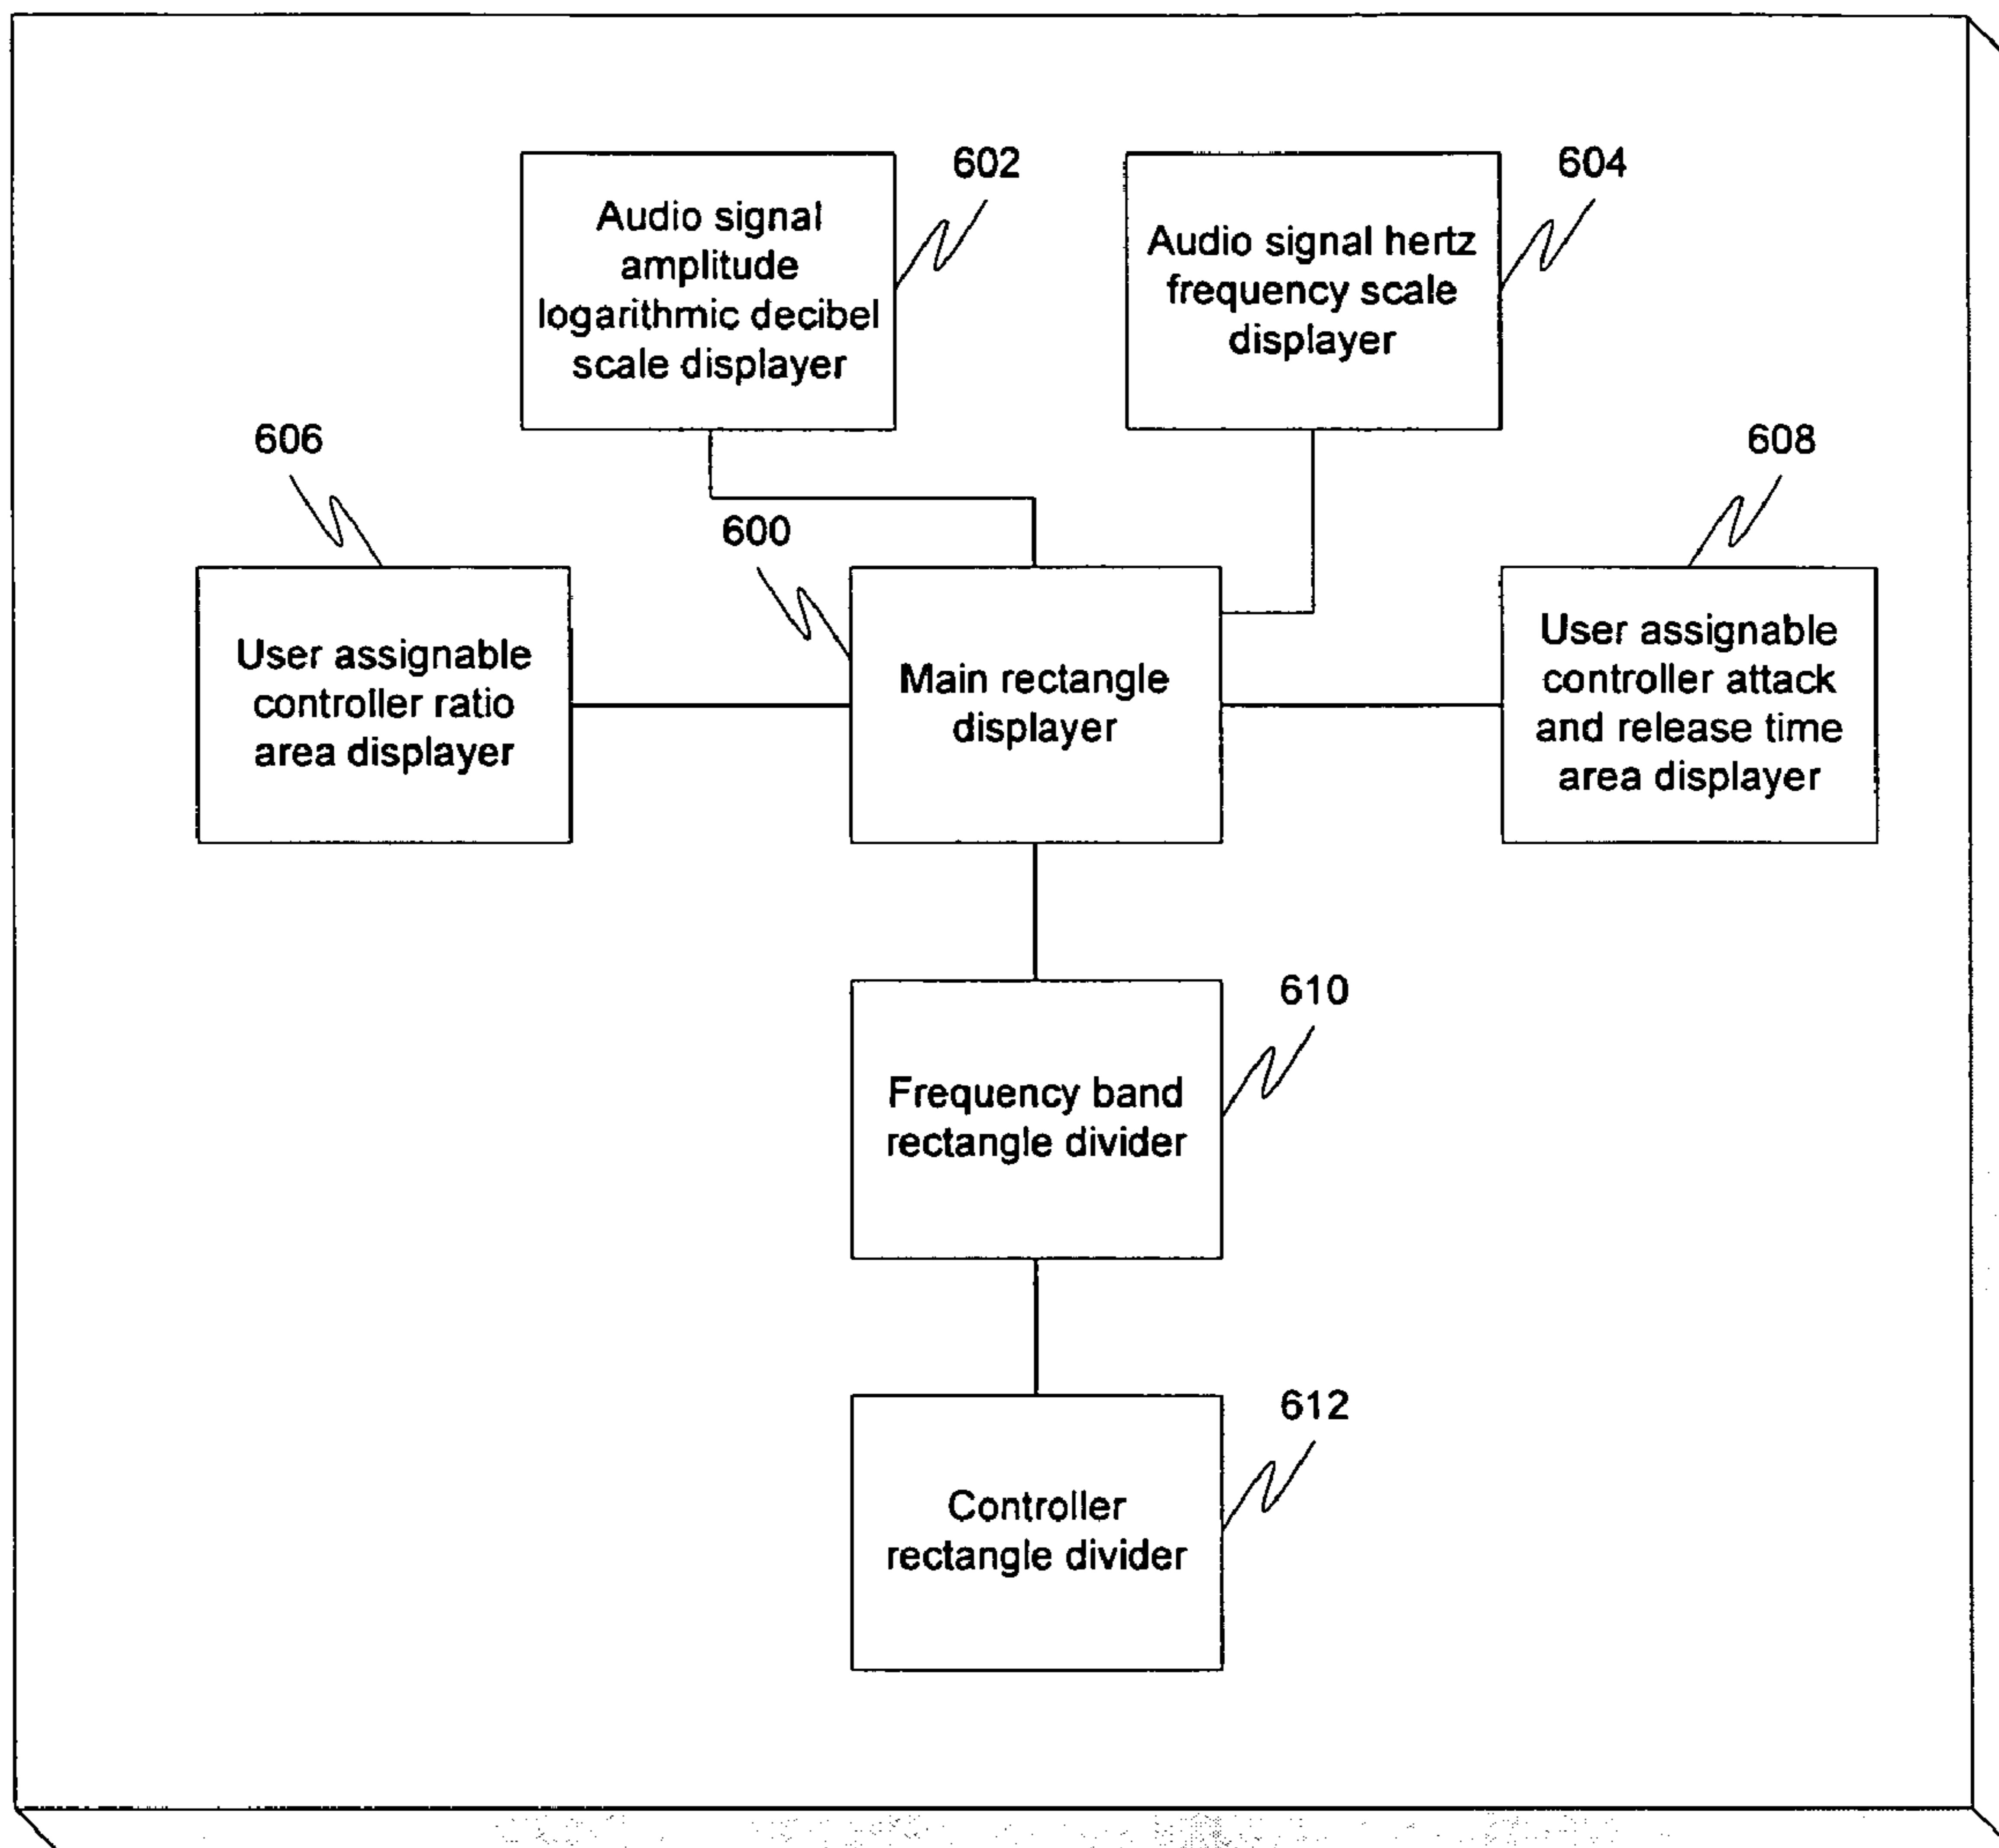 602
604
Audio signal
amplitude
logarithmic decibel
scale displayer
Audio signal hertz
frequency scale
displayer
606
608
600
User assignable
controller ratio
area displayer
Main rectangle
displayer
User assignable
controller attack
and release time
area displayer
610
Frequency band
rectangle divider
612
Controller
rectangle divider